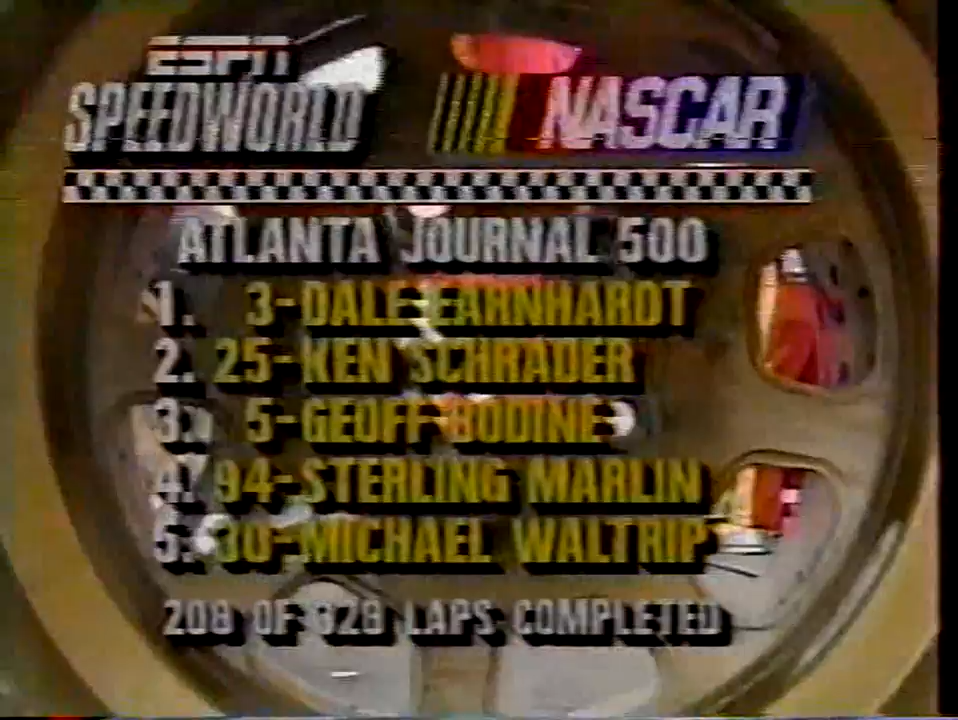 ESPN
SPEEDWORLD
NASCAR
ATLANTA JOURNAL 500
1. 3-DALE EARNHARDT
2. 25-KEN SCHRADER
3. 5-GEOFF BODINE
4. 94-STERLING MARLIN
5. 30-MICHAEL WALTRIP
208 OF 328 LAPS COMPLETED